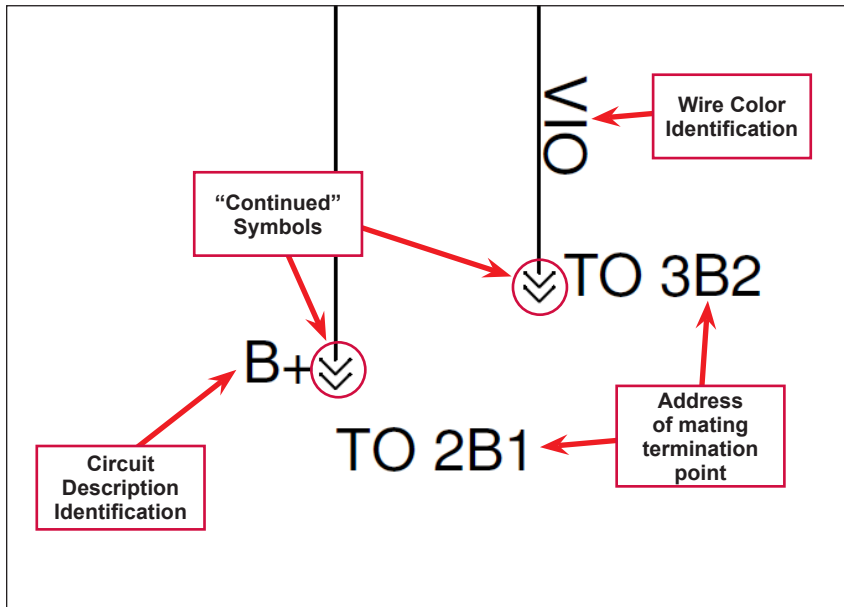 VIO
Wire Color
Identification
“Continued”
Symbols
TO 3B2
B+
TO 2B1
Address
of mating
termination
point
Circuit
Description
Identification